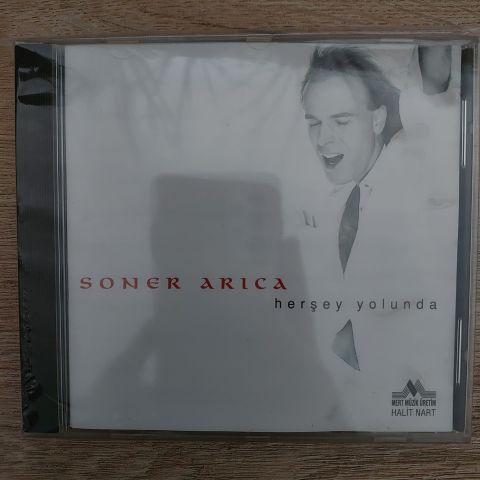 SONER ARICA
herşey yolunda
MERT MÜZİK ÜRETİM
HALİT NART